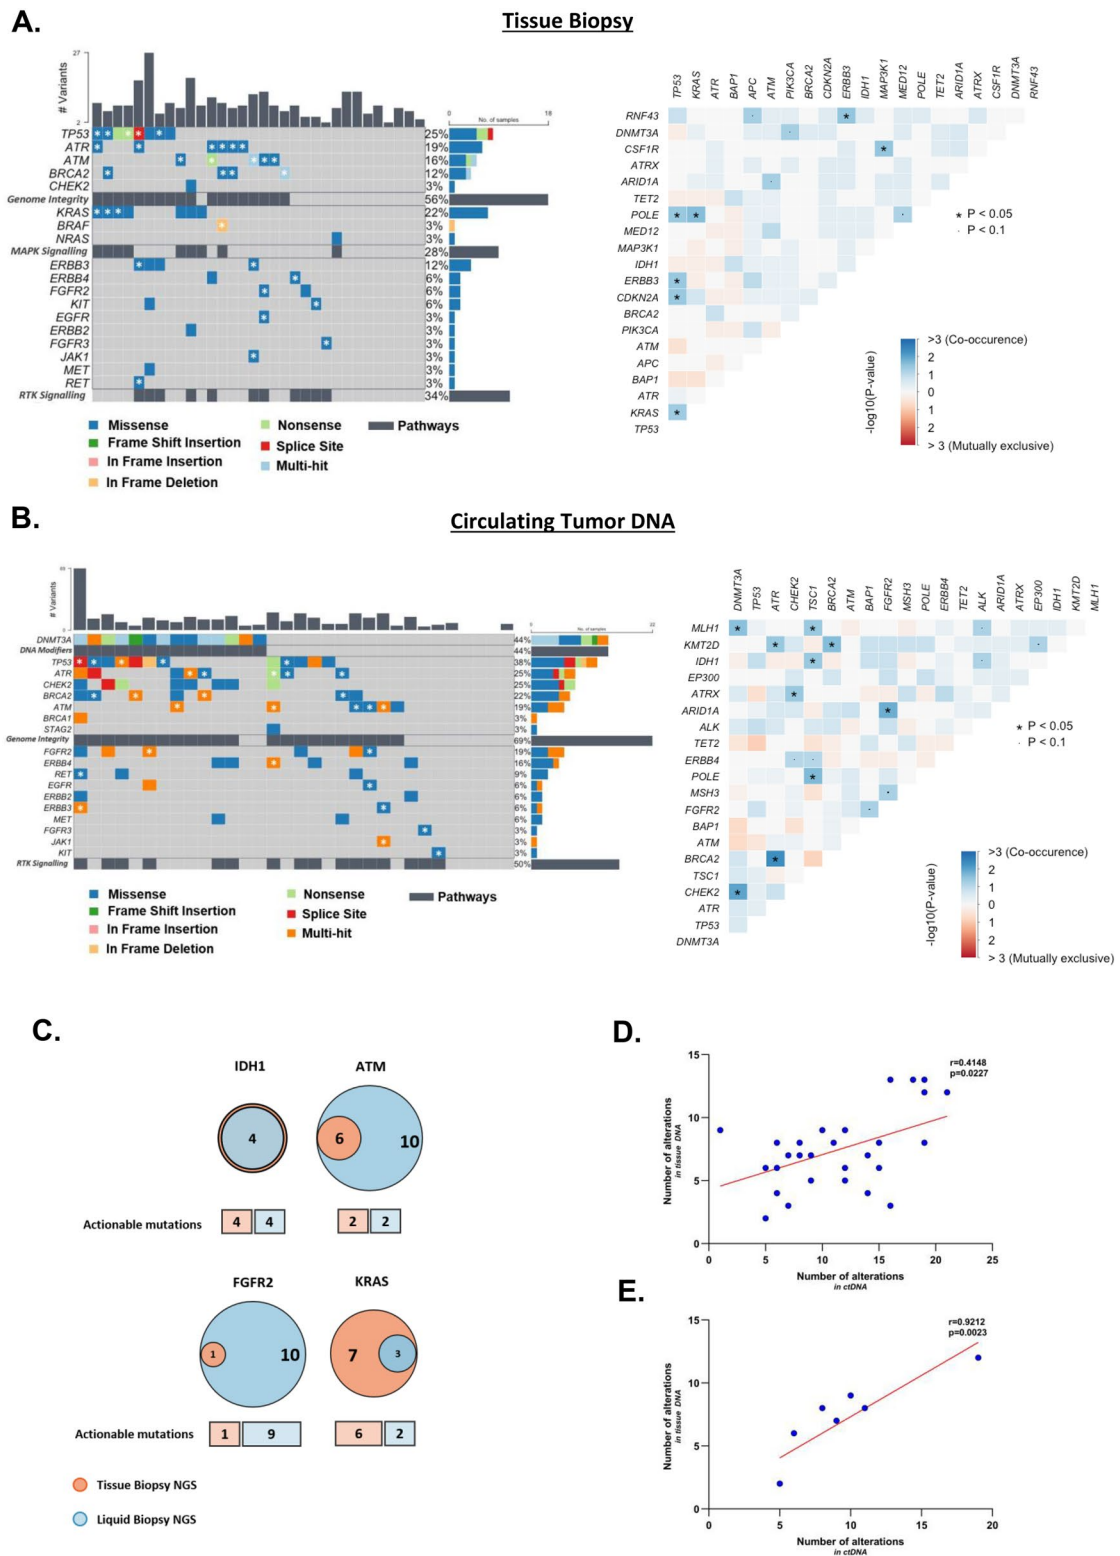 A.
Tissue Biopsy
27
# Variants
2
0
No. of samples
18
TP53 25%
ATR 19%
ATM 16%
BRCA2 12%
CHEK2 3%
Genome Integrity 56%
KRAS 22%
BRAF 3%
NRAS 3%
MAPK Signalling 28%
ERBB3 12%
ERBB4 6%
FGFR2 6%
KIT 6%
EGFR 3%
ERBB2 3%
FGFR3 3%
JAK1 3%
MET 3%
RET 3%
RTK Signalling 34%
Missense
Frame Shift Insertion
In Frame Insertion
In Frame Deletion
Nonsense
Splice Site
Multi-hit
Pathways
TP53
KRAS
ATR
BAP1
APC
ATM
PIK3CA
BRCA2
CDKN2A
ERBB3
IDH1
MAP3K1
MED12
POLE
TET2
ARID1A
ATRX
CSF1R
DNMT3A
RNF43
RNF43
DNMT3A
CSF1R
ATRX
ARID1A
TET2
POLE
MED12
MAP3K1
IDH1
ERBB3
CDKN2A
BRCA2
PIK3CA
ATM
APC
BAP1
ATR
KRAS
TP53
* P < 0.05
· P < 0.1
-log10(P-value)
>3 (Co-occurence)
2
1
0
1
2
> 3 (Mutually exclusive)
B.
Circulating Tumor DNA
# Variants
0
0
No. of samples
22
DNMT3A 44%
DNA Modifiers 44%
TP53 38%
ATR 25%
CHEK2 25%
BRCA2 22%
ATM 19%
BRCA1 3%
STAG2 3%
Genome Integrity 69%
FGFR2 19%
ERBB4 16%
RET 9%
EGFR 6%
ERBB2 6%
ERBB3 6%
MET 6%
FGFR3 3%
JAK1 3%
KIT 3%
RTK Signalling 50%
Missense
Frame Shift Insertion
In Frame Insertion
In Frame Deletion
Nonsense
Splice Site
Multi-hit
Pathways
DNMT3A
TP53
ATR
CHEK2
TSC1
BRCA2
ATM
BAP1
FGFR2
MSH3
POLE
ERBB4
TET2
ALK
ARID1A
ATRX
EP300
IDH1
KMT2D
MLH1
MLH1
KMT2D
IDH1
EP300
ATRX
ARID1A
ALK
TET2
ERBB4
POLE
MSH3
FGFR2
BAP1
ATM
BRCA2
TSC1
CHEK2
ATR
TP53
DNMT3A
* P < 0.05
· P < 0.1
-log10(P-value)
>3 (Co-occurence)
2
1
0
1
2
> 3 (Mutually exclusive)
C.
IDH1
4
ATM
6 10
Actionable mutations 4 4 2 2
FGFR2
1 10
KRAS
7 3
Actionable mutations 1 9 6 2
Tissue Biopsy NGS
Liquid Biopsy NGS
D.
r=0.4148
p=0.0227
Number of alterations
in tissue DNA
15
10
5
0
0 5 10 15 20 25
Number of alterations
in ctDNA
E.
r=0.9212
p=0.0023
Number of alterations
in tissue DNA
15
10
5
0
0 5 10 15 20
Number of alterations
in ctDNA